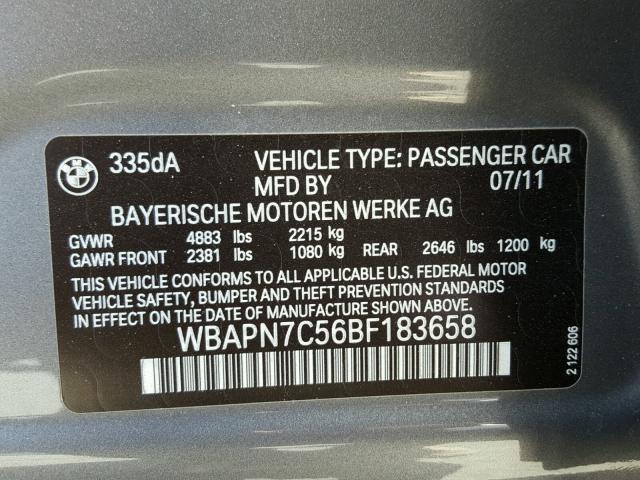 BMW 335dA VEHICLE TYPE: PASSENGER CAR
MFD BY 07/11
BAYERISCHE MOTOREN WERKE AG
GVWR 4883 lbs 2215 kg
GAWR FRONT 2381 lbs 1080 kg REAR 2646 lbs 1200 kg
THIS VEHICLE CONFORMS TO ALL APPLICABLE U.S. FEDERAL MOTOR
VEHICLE SAFETY, BUMPER, AND THEFT PREVENTION STANDARDS
IN EFFECT ON THE DATE OF MANUFACTURE SHOWN ABOVE.
WBAPN7C56BF183658
2 122 606